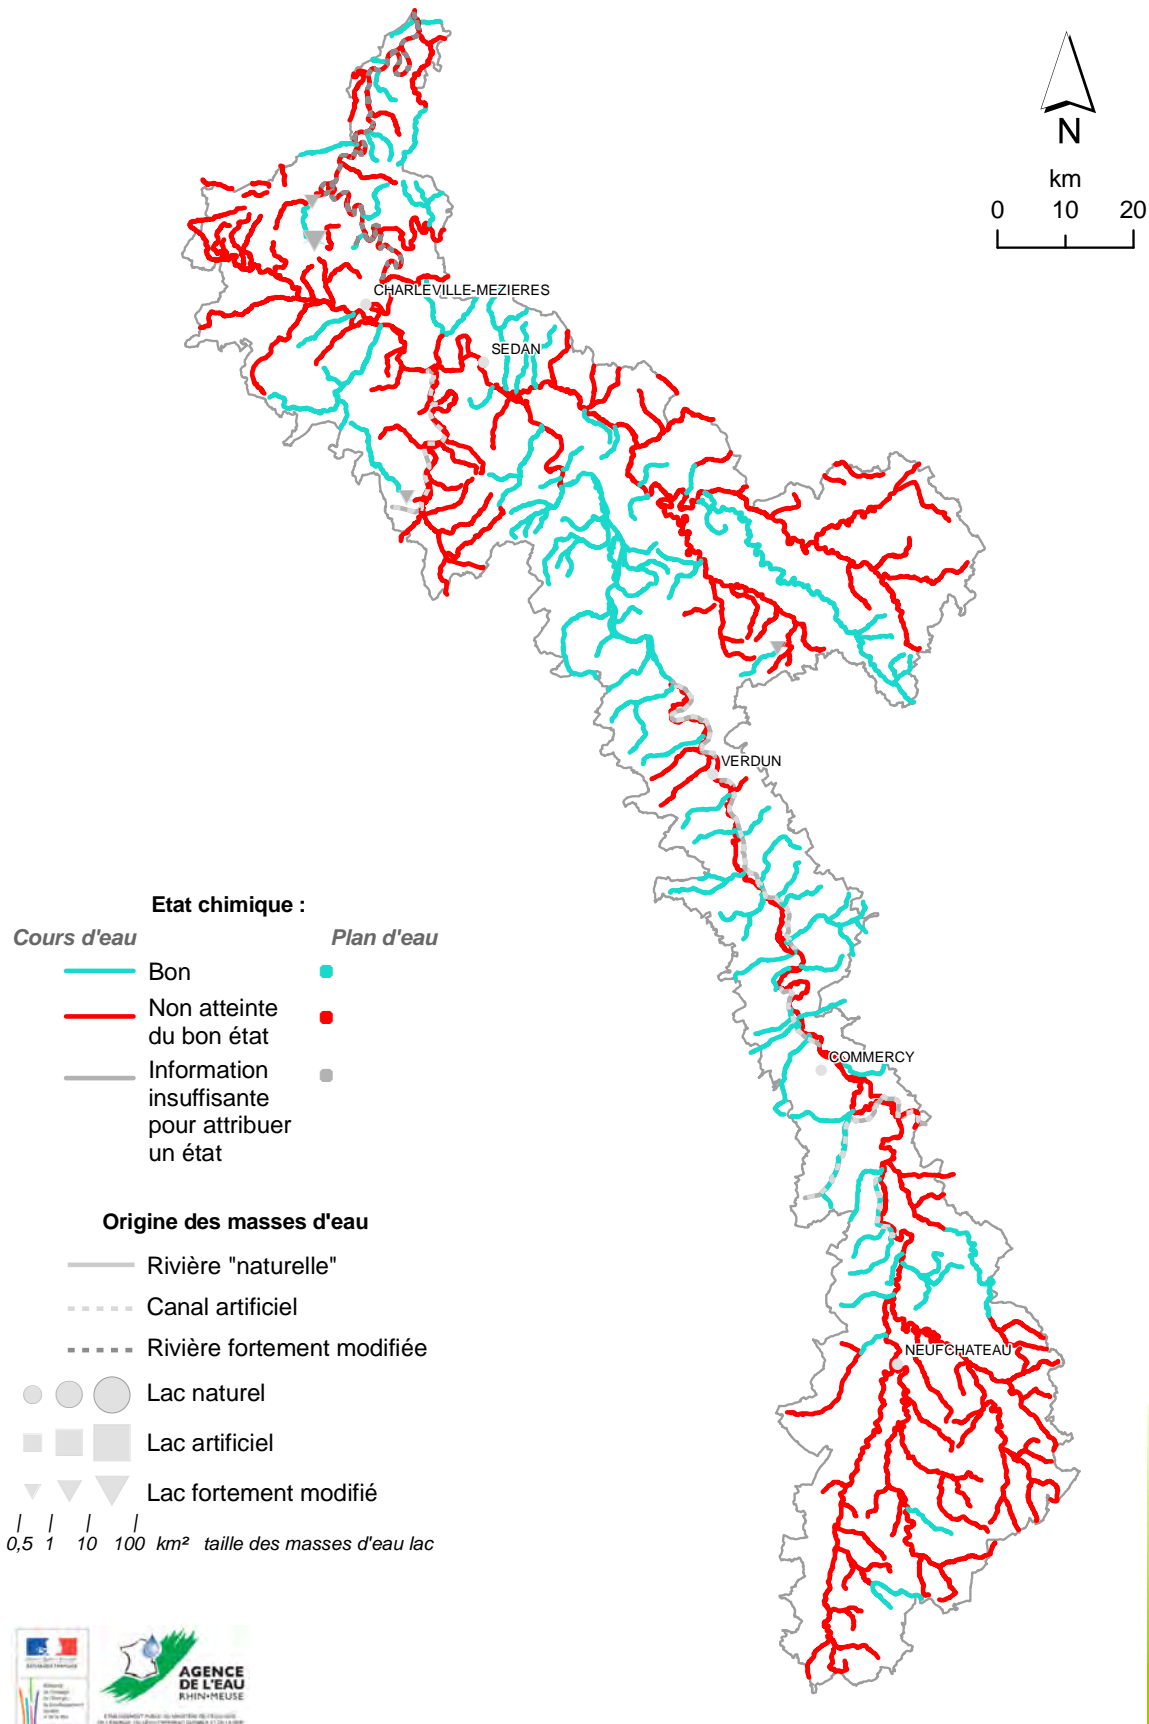 N
km
0 10 20
CHARLEVILLE-MEZIERES
SEDAN
VERDUN
COMMERCY
NEUFCHATEAU
Etat chimique :
Cours d'eau
Plan d'eau
Bon
Non atteinte
du bon état
Information
insuffisante
pour attribuer
un état
Origine des masses d'eau
Rivière "naturelle"
Canal artificiel
Rivière fortement modifiée
Lac naturel
Lac artificiel
Lac fortement modifié
0,5 1 10 100 km² taille des masses d'eau lac
AGENCE
DE L'EAU
RHIN•MEUSE